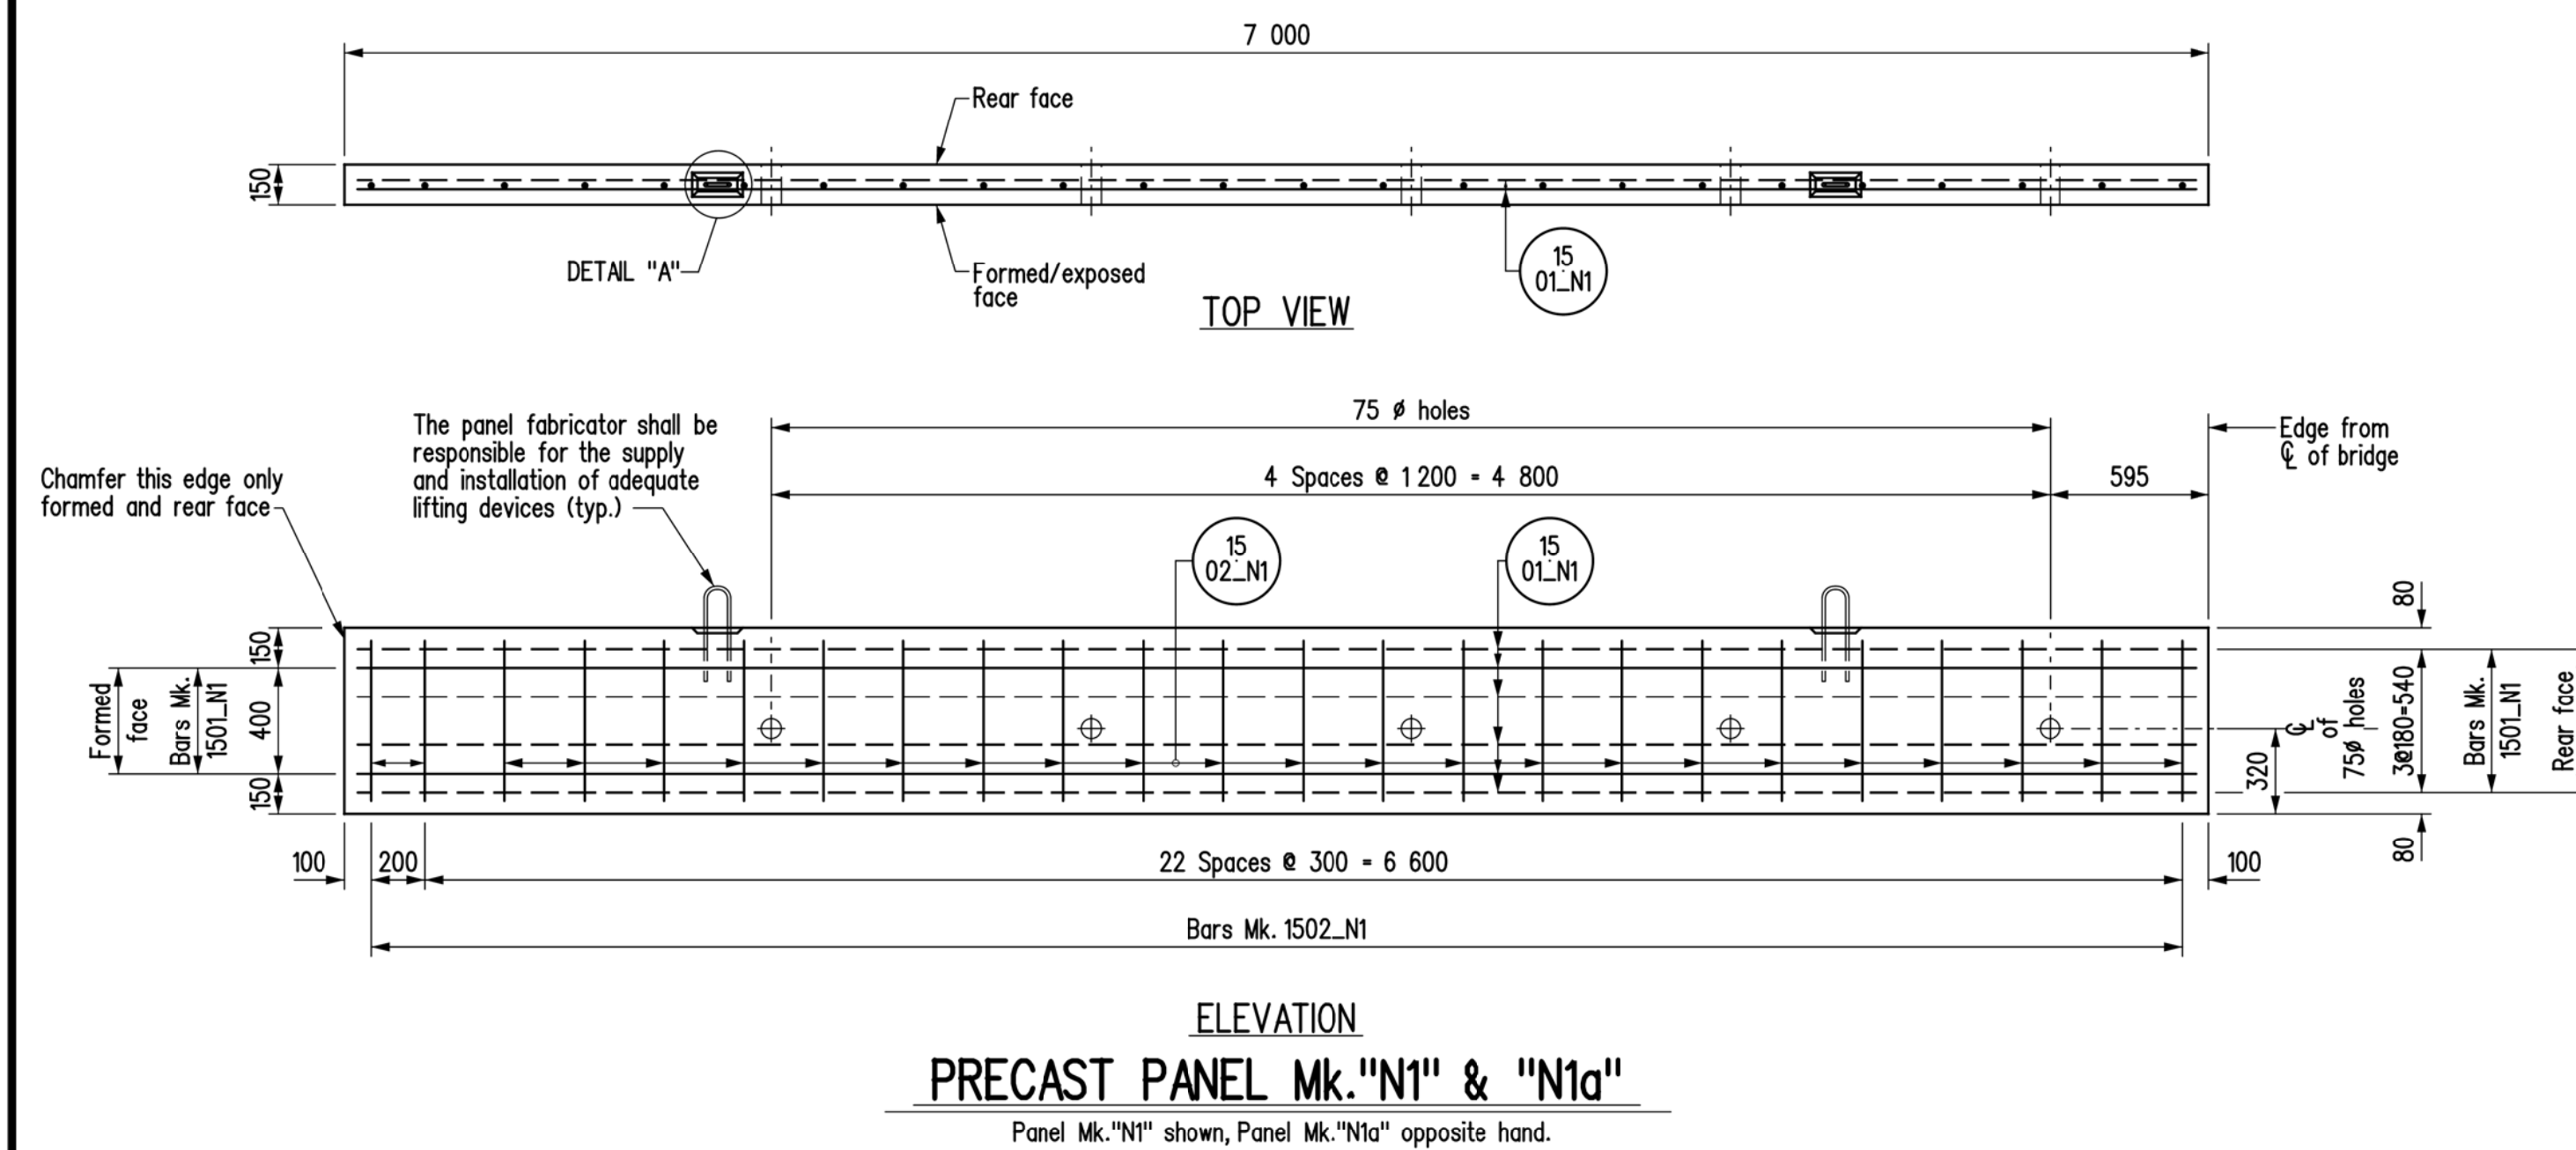 7 000
Rear face
150
DETAIL "A"
Formed/exposed
face
15
01_N1
TOP VIEW
75 Ø holes
The panel fabricator shall be
responsible for the supply
and installation of adequate
lifting devices (typ.)
Edge from
℄ of bridge
Chamfer this edge only
formed and rear face
4 Spaces @ 1200 = 4 800
595
15
02_N1
15
01_N1
80
150
Formed
face
Bars Mk.
1501_N1
400
150
320
℄
of
75Ø holes
3@180=540
Bars Mk.
1501_N1
Rear face
80
100
200
22 Spaces @ 300 = 6 600
100
Bars Mk. 1502_N1
ELEVATION
PRECAST PANEL Mk."N1" & "N1a"
Panel Mk."N1" shown, Panel Mk."N1a" opposite hand.